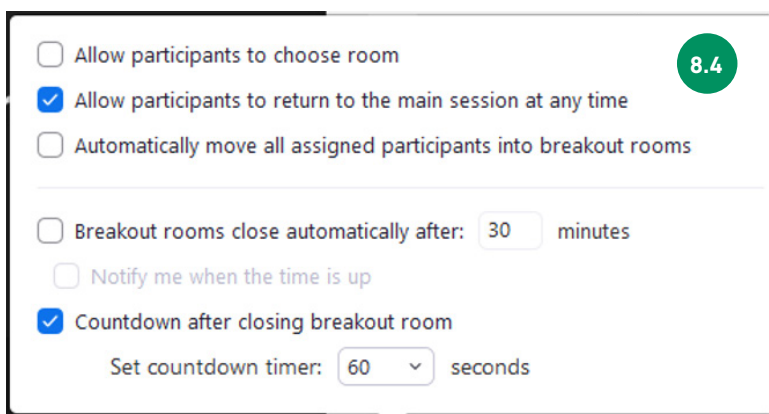 Allow participants to choose room
8.4
Allow participants to return to the main session at any time
Automatically move all assigned participants into breakout rooms
Breakout rooms close automatically after: 30 minutes
Notify me when the time is up
Countdown after closing breakout room
Set countdown timer: 60 seconds